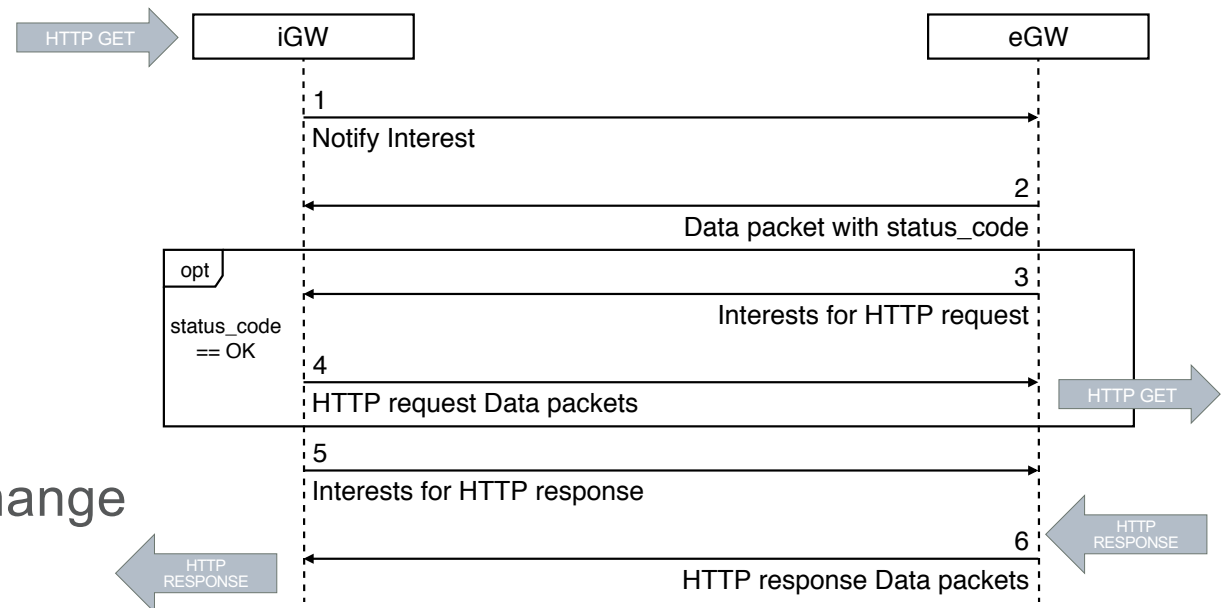 HTTP GET
iGW
eGW
1
Notify Interest
2
Data packet with status_code
opt
status_code
== OK
3
Interests for HTTP request
4
HTTP request Data packets
HTTP GET
5
Interests for HTTP response
HTTP
RESPONSE
6
HTTP response Data packets
HTTP
RESPONSE